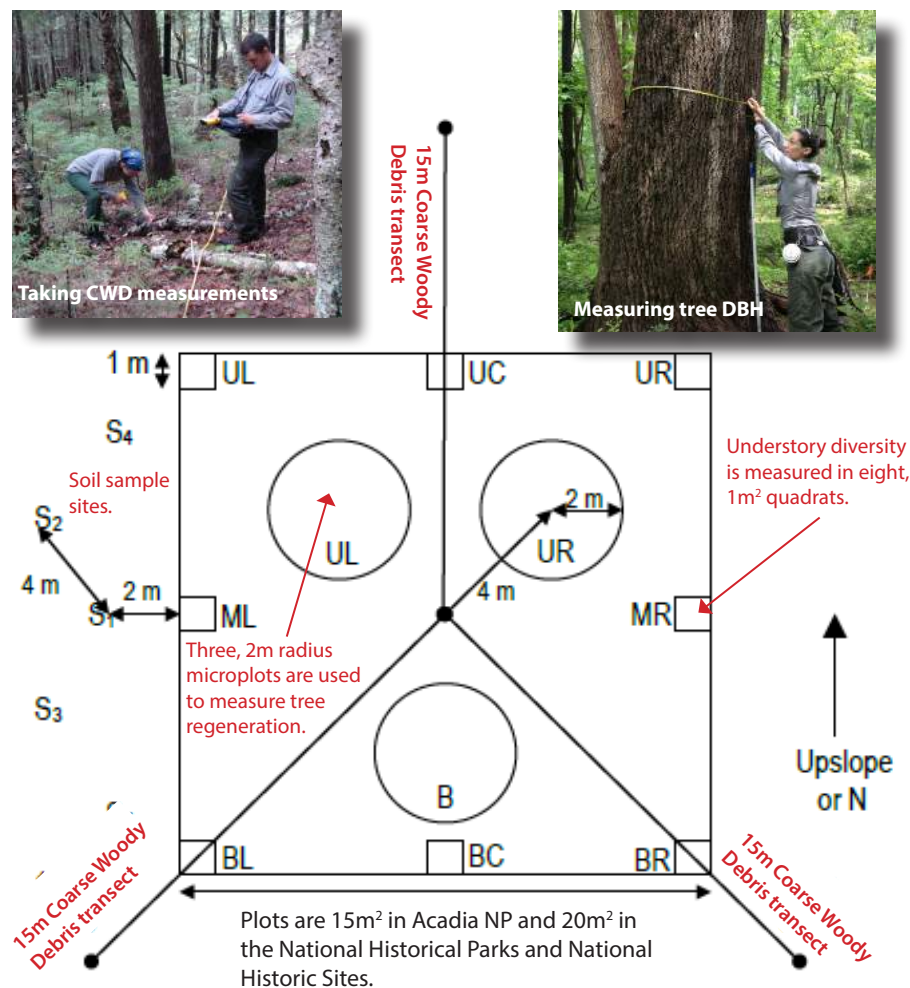 Taking CWD measurements
Measuring tree DBH
15m Coarse Woody
Debris transect
1 m
UL
UC
UR
S4
Soil sample
sites.
Understory diversity
is measured in eight,
1m² quadrats.
S2
UL
2 m
UR
4 m
4 m
2 m
S1
ML
MR
Three, 2m radius
microplots are used
to measure tree
regeneration.
S3
B
Upslope
or N
BL
BC
BR
15m Coarse Woody
Debris transect
15m Coarse Woody
Debris transect
Plots are 15m² in Acadia NP and 20m² in
the National Historical Parks and National
Historic Sites.